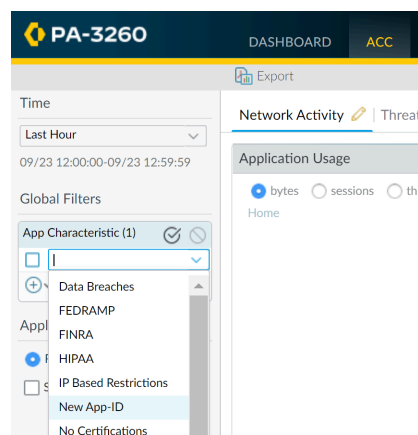 PA-3260
DASHBOARD
ACC
Export
Time
Last Hour
09/23 12:00:00-09/23 12:59:59
Global Filters
App Characteristic (1)
Data Breaches
FEDRAMP
FINRA
HIPAA
IP Based Restrictions
New App-ID
No Certifications
Network Activity
Application Usage
bytes
sessions
Home